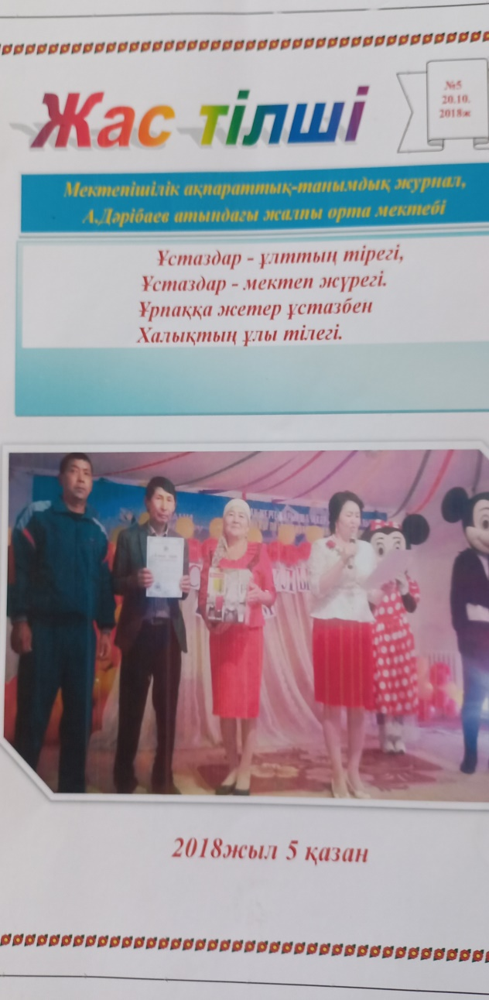 Жас тілші
№5
20.10.
2018ж
Мектепішілік ақпараттық-танымдық журнал,
А.Дәрібаев атындағы жалпы орта мектебі
Ұстаздар - ұлттың тірегі,
Ұстаздар - мектеп жүрегі.
Ұрпаққа жетер ұстазбен
Халықтың ұлы тілегі.
2018жыл 5 қазан